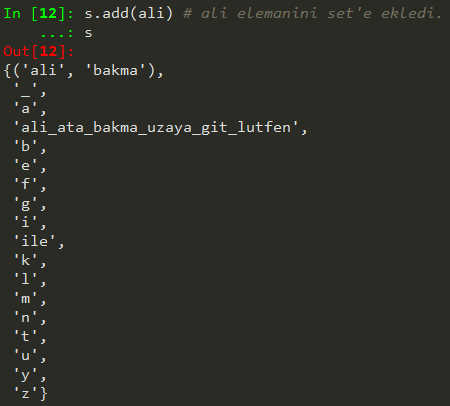 In [12]: s.add(ali) # ali elemanini set'e ekledi.
    ...: s
Out[12]:
{('ali', 'bakma'),
 '_',
 'a',
 'ali_ata_bakma_uzaya_git_lutfen',
 'b',
 'e',
 'f',
 'g',
 'i',
 'ile',
 'k',
 'l',
 'm',
 'n',
 't',
 'u',
 'y',
 'z'}